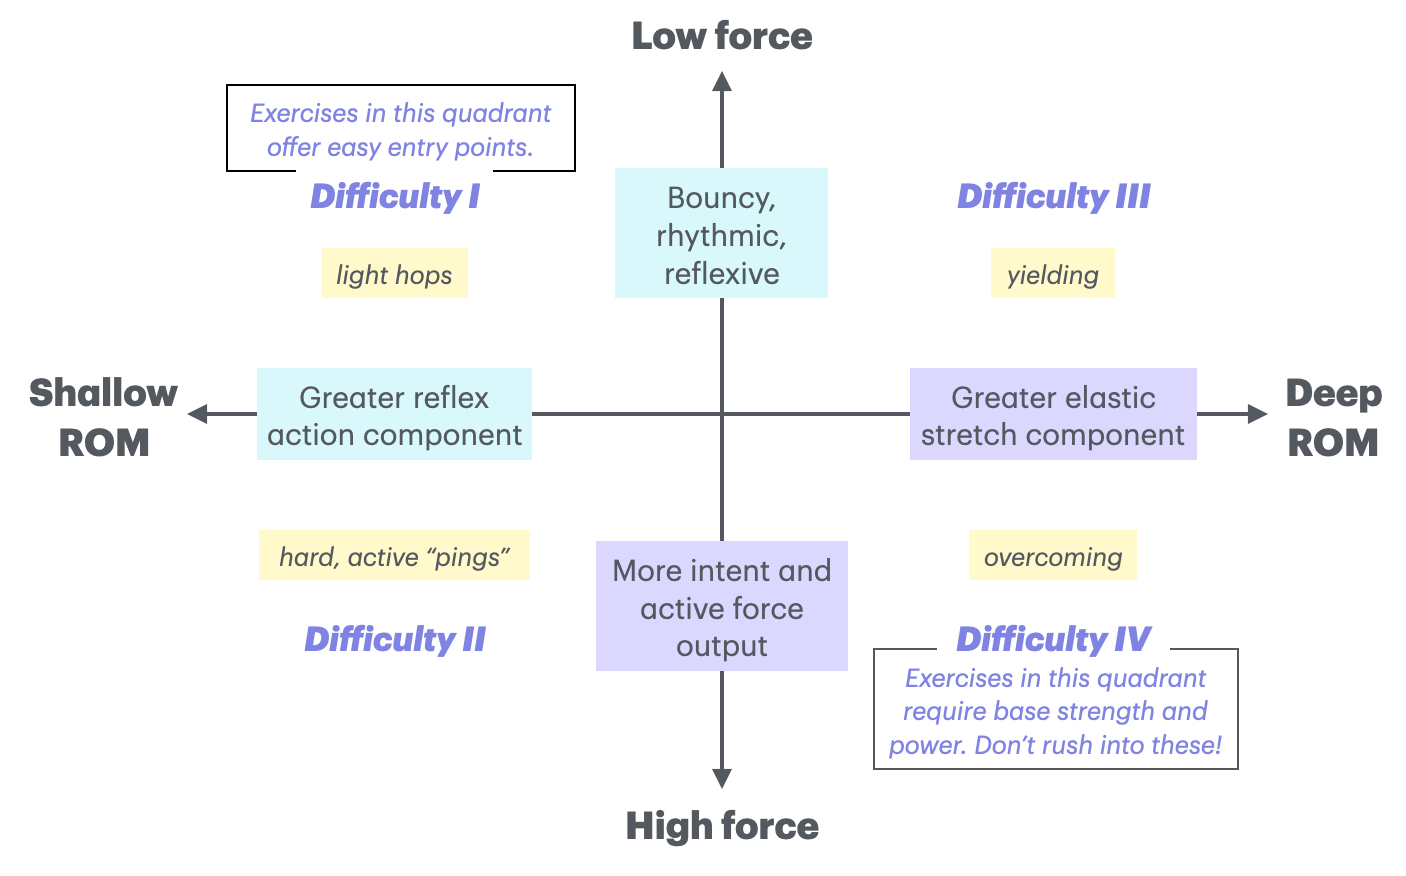 Low force
Exercises in this quadrant
offer easy entry points.
Difficulty I
light hops
Bouncy,
rhythmic,
reflexive
Difficulty III
yielding
Shallow
ROM
Greater reflex
action component
Greater elastic
stretch component
Deep
ROM
hard, active “pings”
Difficulty II
More intent and
active force
output
overcoming
Difficulty IV
Exercises in this quadrant
require base strength and
power. Don’t rush into these!
High force